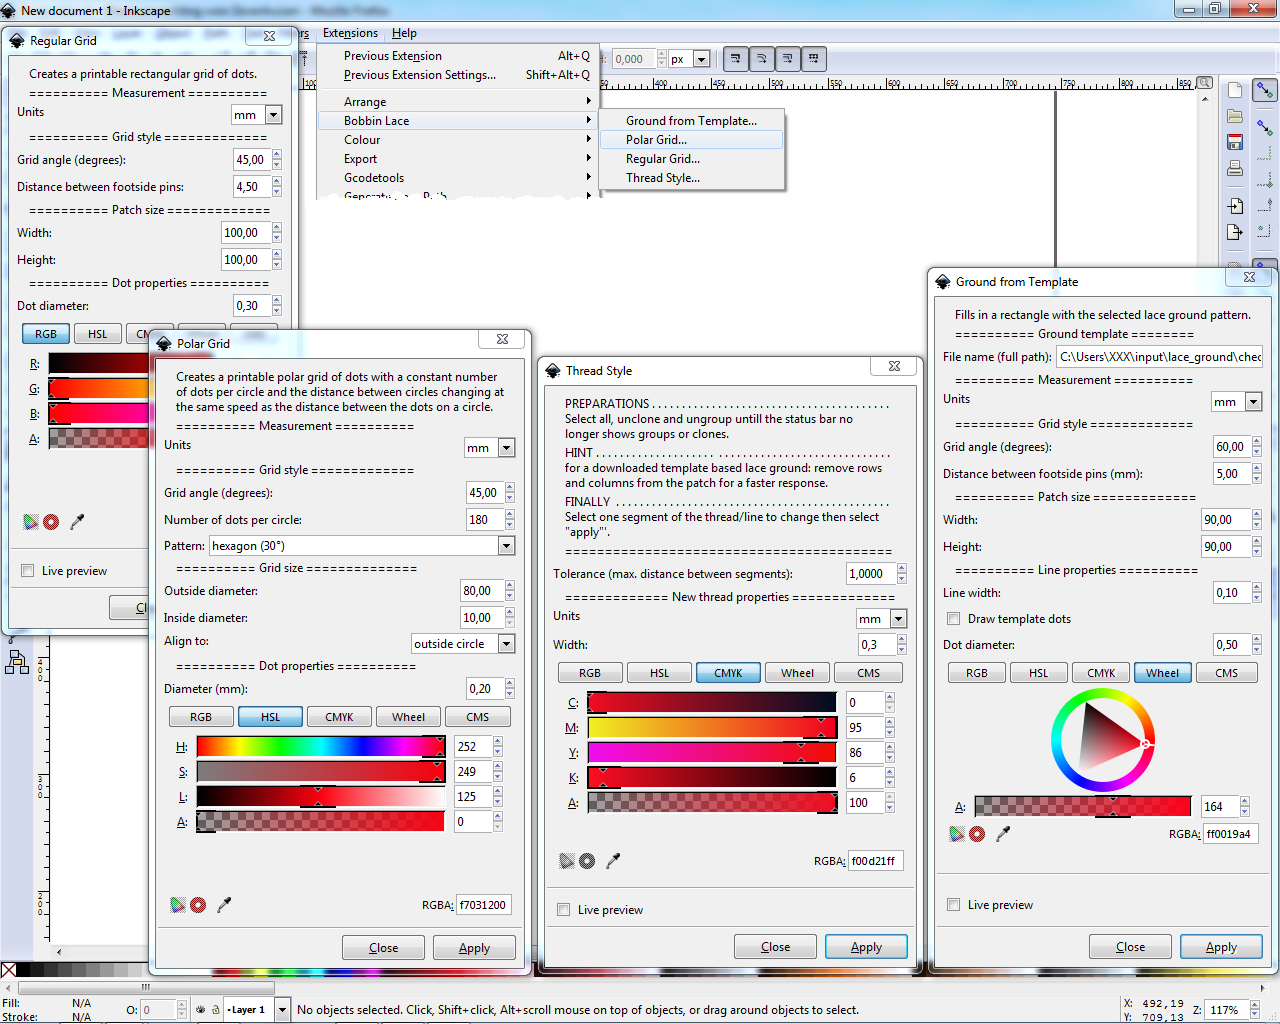 New document 1 - Inkscape
Extensions Help
Previous Extension Alt+Q
Previous Extension Settings... Shift+Alt+Q
Arrange
Bobbin Lace
Colour
Export
Gcodetools
Ground from Template...
Polar Grid...
Regular Grid...
Thread Style...
0,000 px
400 450 500 550 600 650 700 750 800 850
Regular Grid
Creates a printable rectangular grid of dots.
========== Measurement ==========
Units mm
========== Grid style =============
Grid angle (degrees): 45,00
Distance between footside pins: 4,50
========== Patch size =============
Width: 100,00
Height: 100,00
========== Dot properties ==========
Dot diameter: 0,30
RGB HSL
R:
G:
B:
A:
Live preview
Polar Grid
Creates a printable polar grid of dots with a constant number
of dots per circle and the distance between circles changing at
the same speed as the distance between the dots on a circle.
========== Measurement ==========
Units mm
========== Grid style =============
Grid angle (degrees): 45,00
Number of dots per circle: 180
Pattern: hexagon (30°)
========== Grid size ==============
Outside diameter: 80,00
Inside diameter: 10,00
Align to: outside circle
========== Dot properties ==========
Diameter (mm): 0,20
RGB HSL CMYK Wheel CMS
H: 252
S: 249
L: 125
A: 0
RGBA: f7031200
Close Apply
Thread Style
PREPARATIONS . . . . . . . . . . . . . . . . . . . . . . . . . . . . . . . . . . . . .
Select all, unclone and ungroup untill the status bar no
longer shows groups or clones.
HINT . . . . . . . . . . . . . . . . . . . . . . . . . . . . . . . . . . . . . . . . . . . . .
for a downloaded template based lace ground: remove rows
and columns from the patch for a faster response.
FINALLY . . . . . . . . . . . . . . . . . . . . . . . . . . . . . . . . . . . . . . . . . .
Select one segment of the thread/line to change then select
"apply"'.
=========================================
Tolerance (max. distance between segments): 1,0000
============= New thread properties =============
Units mm
Width: 0,3
RGB HSL CMYK Wheel CMS
C: 0
M: 95
Y: 86
K: 6
A: 100
RGBA: f00d21ff
Live preview
Close Apply
Ground from Template
Fills in a rectangle with the selected lace ground pattern.
========== Ground template =========
File name (full path): C:\Users\XXX\input\lace_ground\chec
========== Measurement ==========
Units mm
========== Grid style =============
Grid angle (degrees): 60,00
Distance between footside pins (mm): 5,00
========== Patch size =============
Width: 90,00
Height: 90,00
========== Line properties ==========
Line width: 0,10
Draw template dots
Dot diameter: 0,50
RGB HSL CMYK Wheel CMS
A: 164
RGBA: ff0019a4
Live preview
Close Apply
Fill: N/A
Stroke: N/A
O: 0
Layer 1
No objects selected. Click, Shift+click, Alt+scroll mouse on top of objects, or drag around objects to select.
X: 492,19
Y: 709,13
Z: 117%